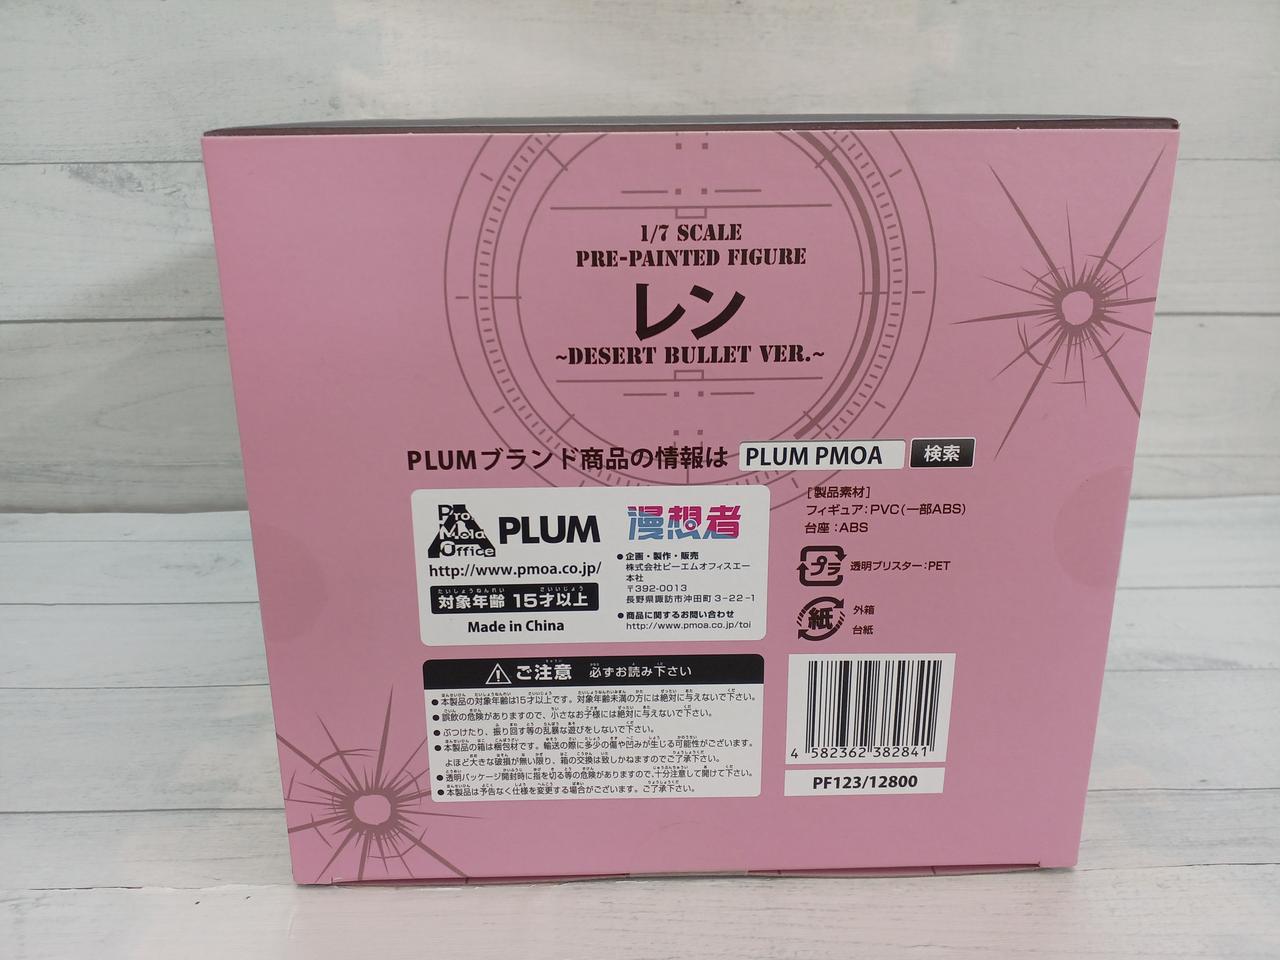 1/7 SCALE
PRE-PAINTED FIGURE
レン
~DESERT BULLET VER.~
PLUMブランド商品の情報は PLUM PMOA 検索
Pro Mold Office PLUM
http://www.pmoa.co.jp/
対象年齢 15才以上
Made in China
漫想者
●企画・製作・販売
株式会社ピーエムオフィスエー
本社
〒392-0013
長野県諏訪市沖田町3-22-1
●商品に関するお問い合わせ
http://www.pmoa.co.jp/toi
[製品素材]
フィギュア:PVC(一部ABS)
台座:ABS
プラ 透明ブリスター:PET
紙 外箱
台紙
⚠ご注意 必ずお読み下さい
●本製品の対象年齢は15才以上です。対象年齢未満の方には絶対に与えないで下さい。
●誤飲の危険がありますので、小さなお子様には絶対に与えないで下さい。
●ぶつけたり、振り回す等の乱暴な遊びをしないで下さい。
●本製品の箱は梱包材です。輸送の際に多少の傷や凹みが生じる可能性がございます。
よほど大きな破損が無い限り、箱の交換は致しかねますのでご了承下さい。
●透明パッケージ開封時に指を切る等の危険がありますので、十分注意して開けて下さい。
●本製品は予告なく仕様を変更する場合がございます。ご了承下さい。
4 582362 382841
PF123/12800